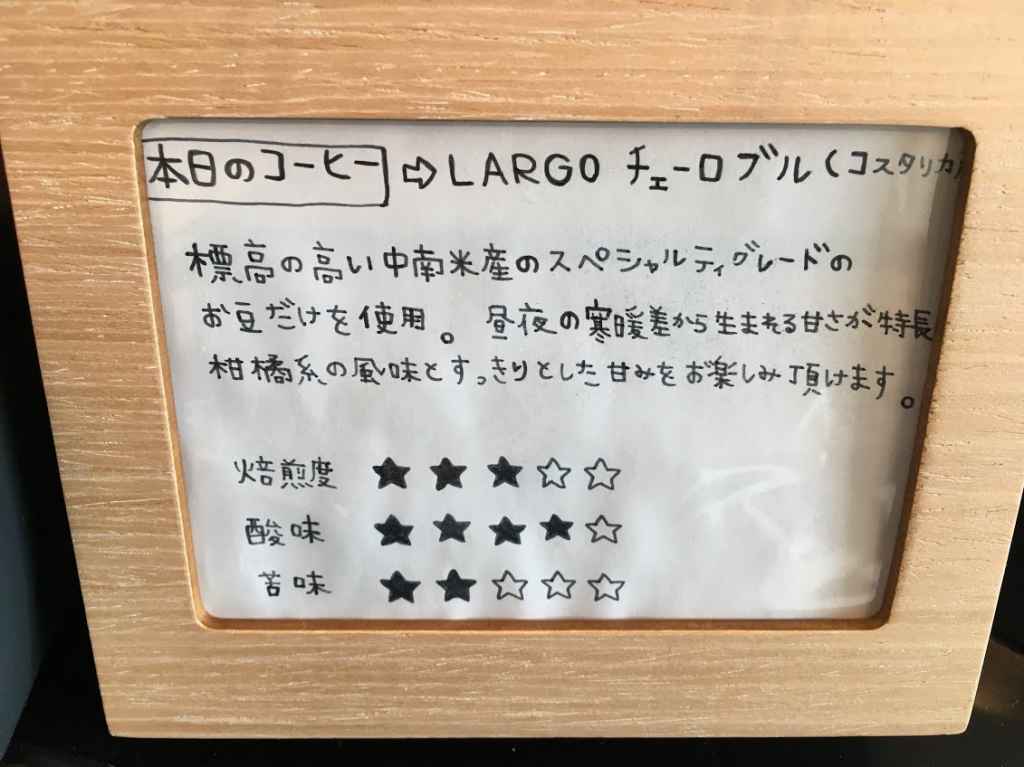 本日のコーヒー ⇨ LARGO チェーロブル(コスタリカ)
標高の高い中南米産のスペシャルティグレードの
お豆だけを使用。昼夜の寒暖差から生まれる甘さが特長
柑橘系の風味とすっきりとした甘みをお楽しみ頂けます。
焙煎度 ★★★☆☆
酸味 ★★★★☆
苦味 ★★☆☆☆